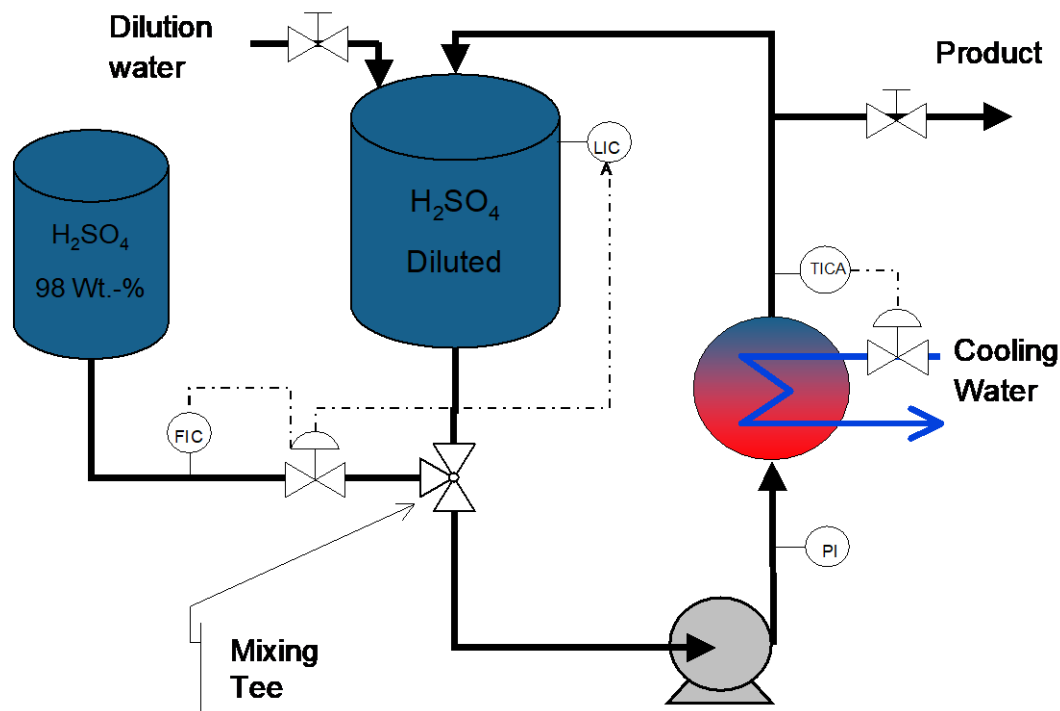 Dilution
water
Product
LIC
H₂SO₄
Diluted
H₂SO₄
98 Wt.-%
TICA
Cooling
Water
FIC
PI
Mixing
Tee